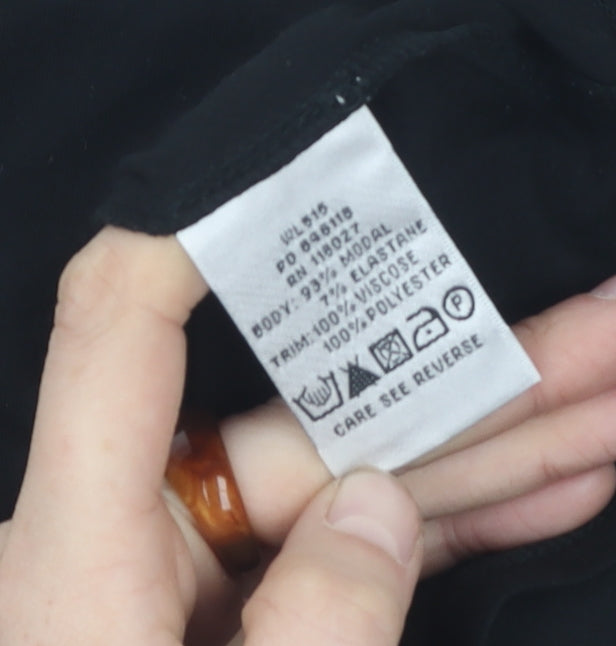 WL515
PO 646118
RN 118027
BODY: 93% MODAL
7% ELASTANE
TRIM:100% VISCOSE
100% POLYESTER
P
CARE SEE REVERSE